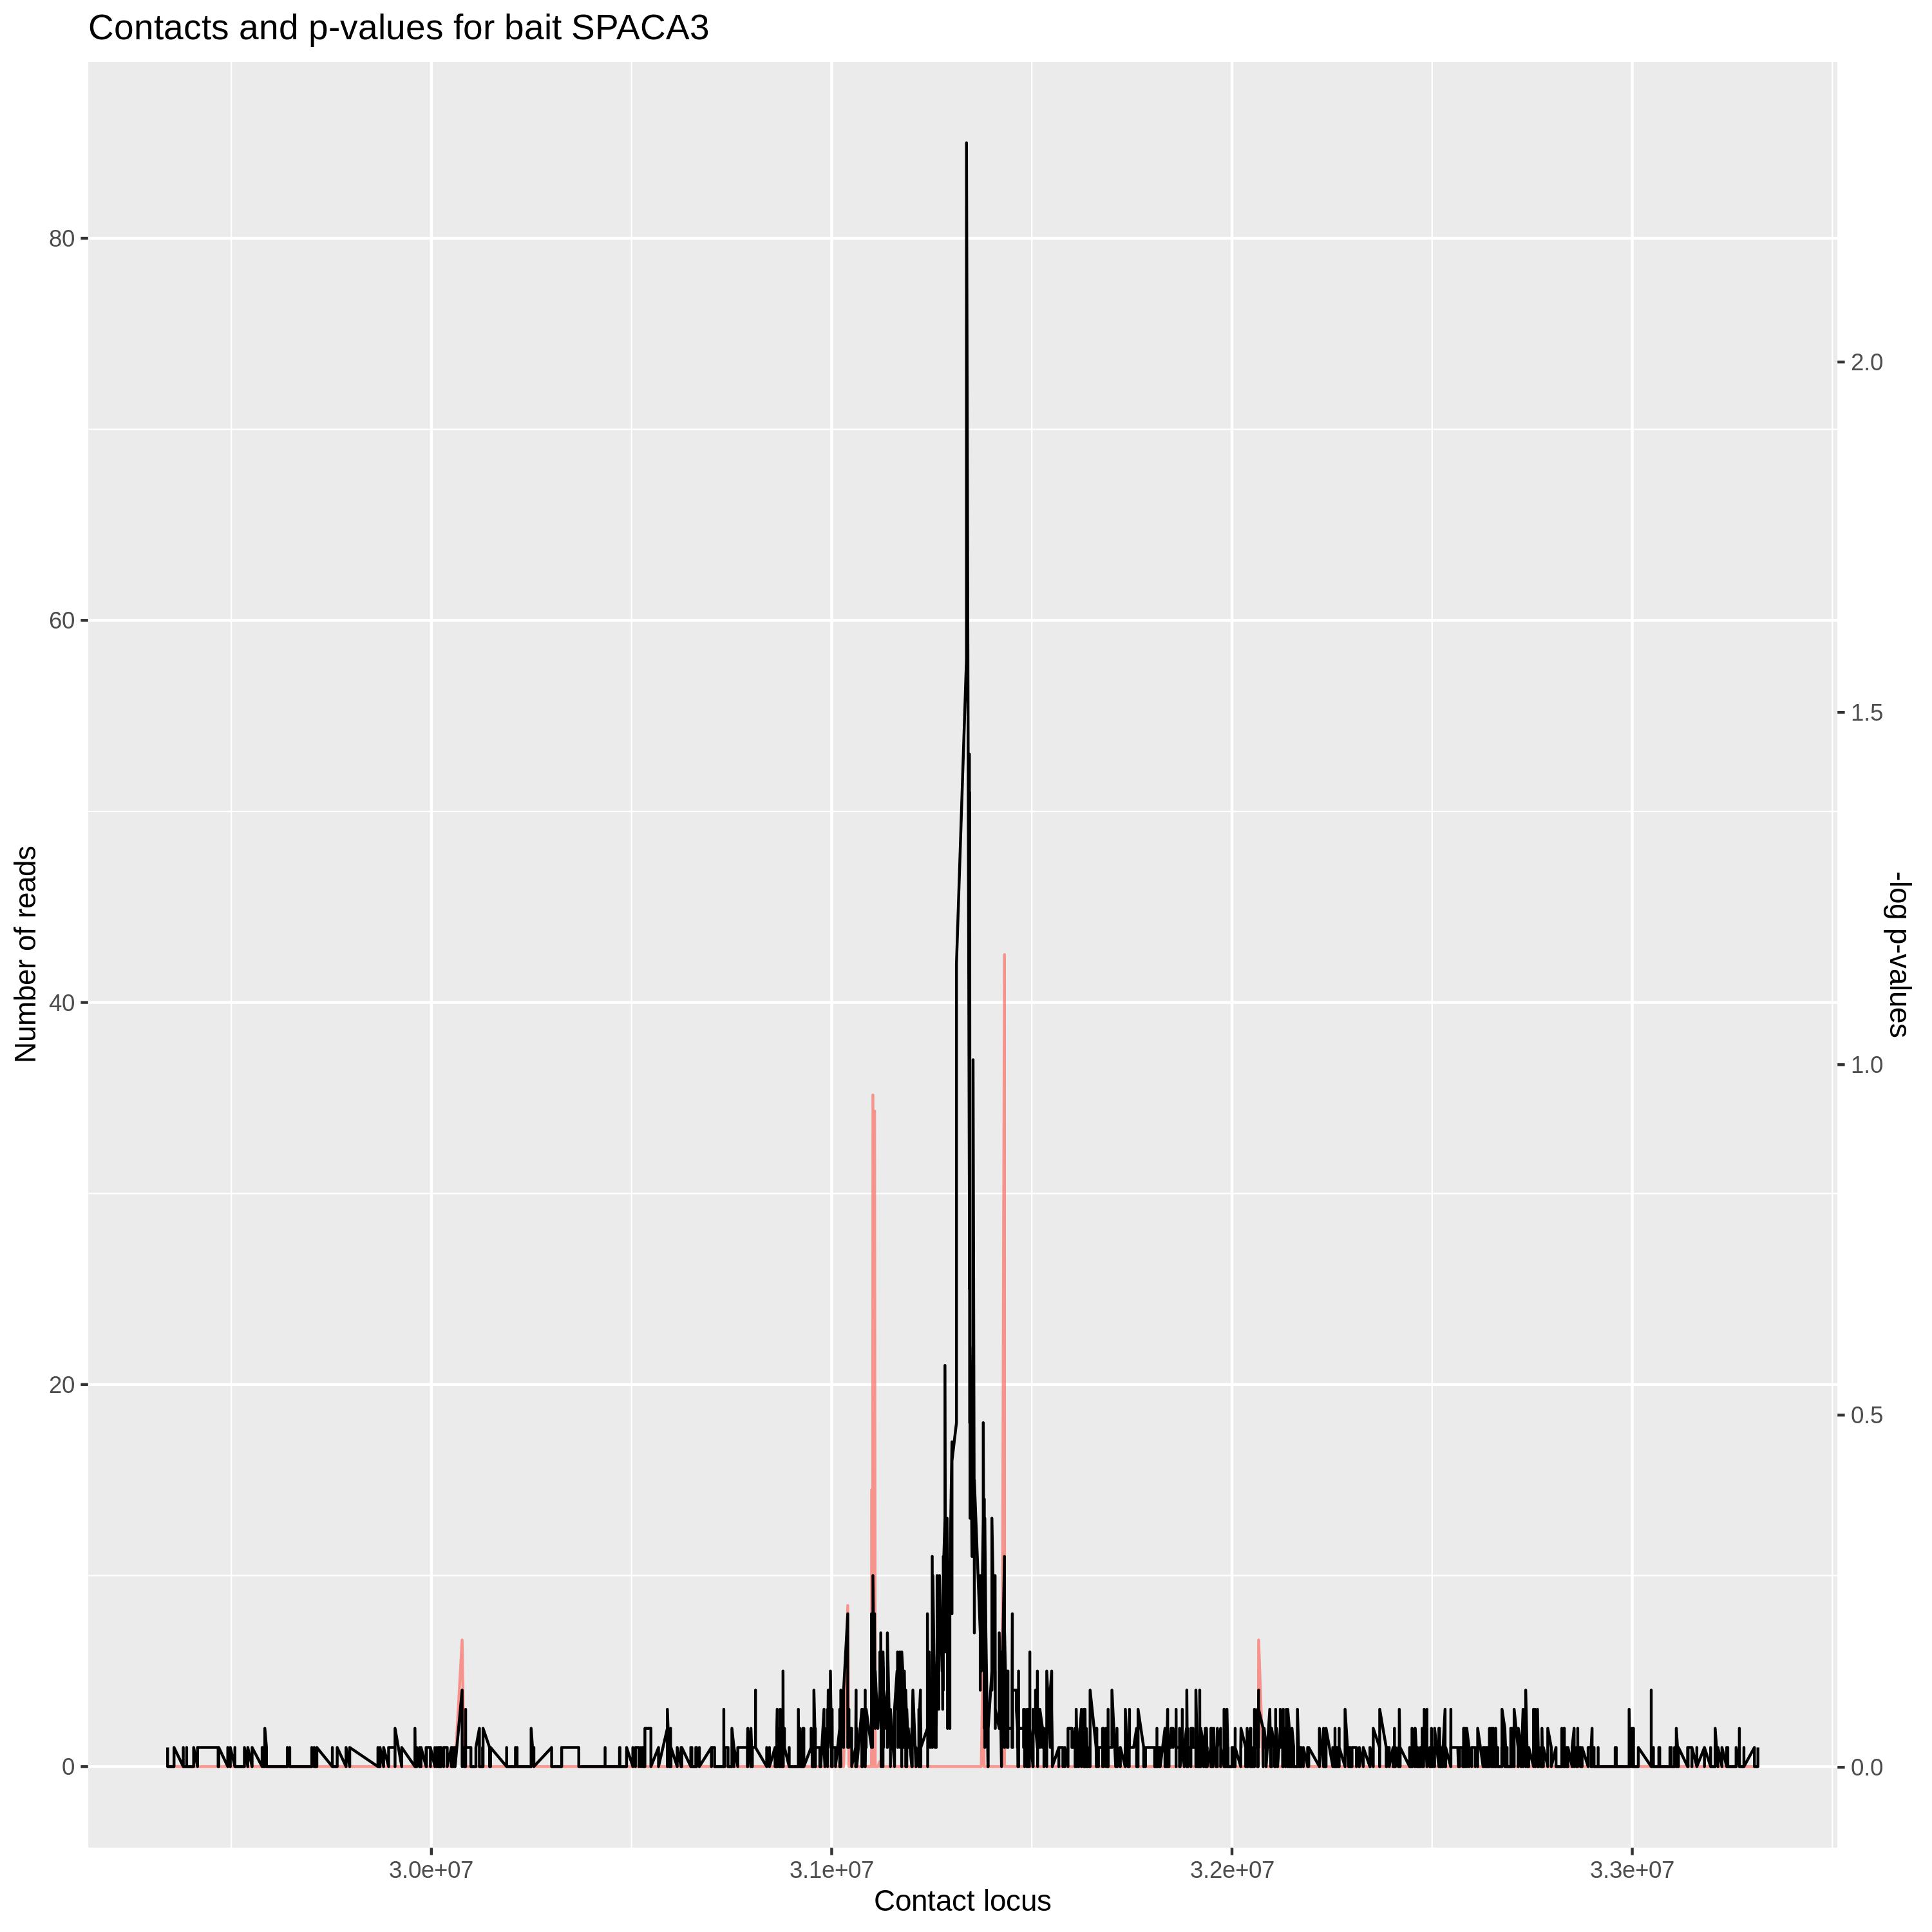 Contacts and p-values for bait SPACA3
80
60
40
20
0
Number of reads
2.0
1.5
1.0
0.5
0.0
-log p-values
3.0e+07
3.1e+07
3.2e+07
3.3e+07
Contact locus